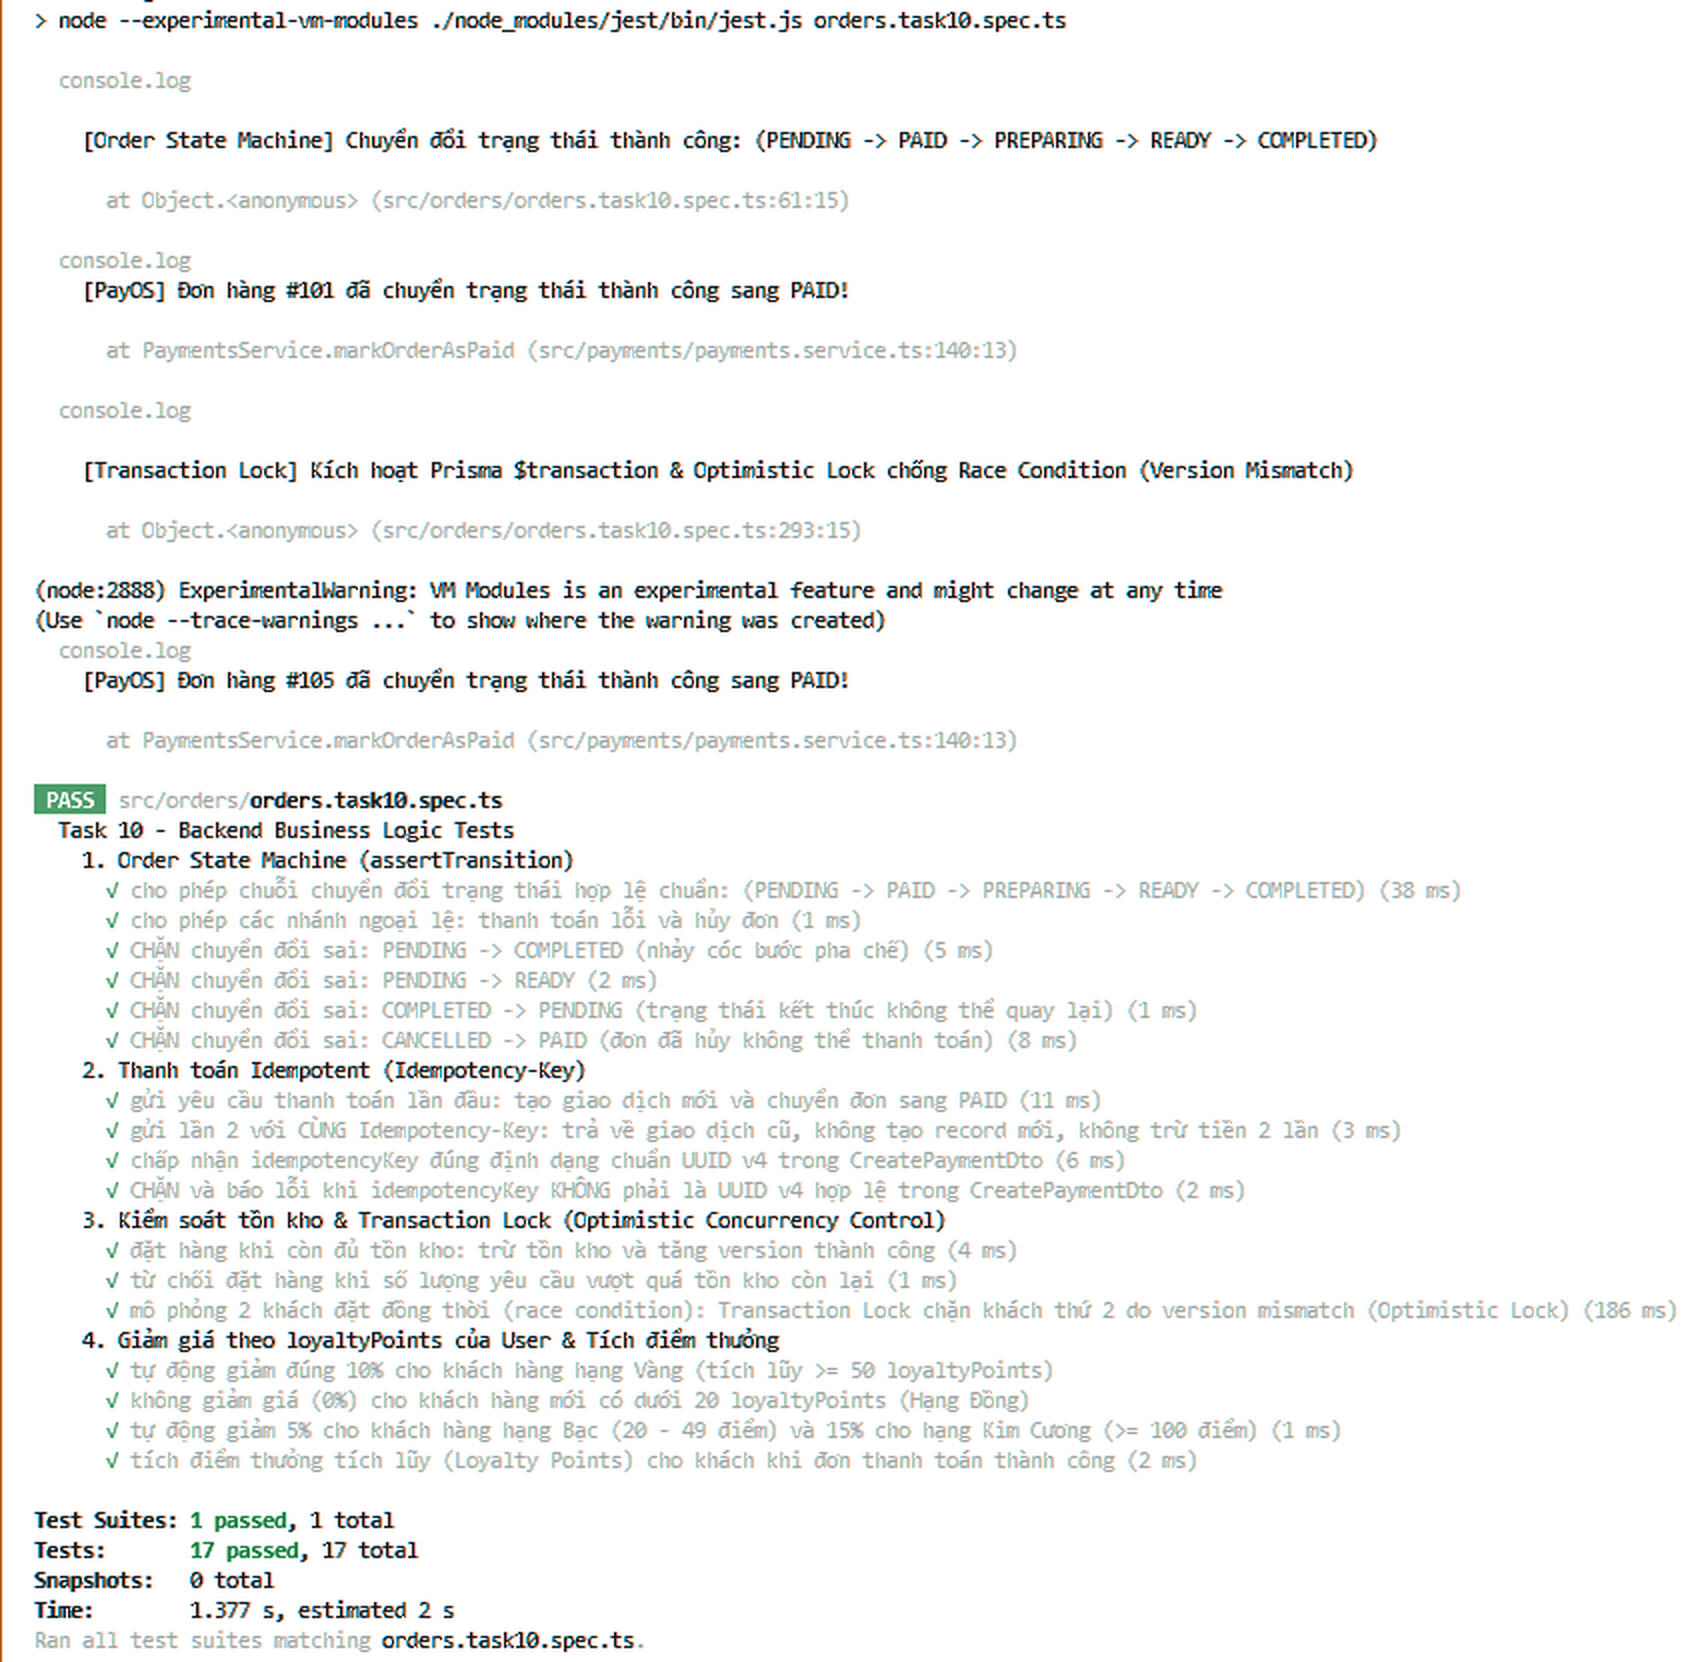 > node --experimental-vm-modules ./node_modules/jest/bin/jest.js orders.task10.spec.ts
console.log
[Order State Machine] Chuyển đổi trạng thái thành công: (PENDING -> PAID -> PREPARING -> READY -> COMPLETED)
at Object.<anonymous> (src/orders/orders.task10.spec.ts:61:15)
console.log
[PayOS] Đơn hàng #101 đã chuyển trạng thái thành công sang PAID!
at PaymentsService.markOrderAsPaid (src/payments/payments.service.ts:140:13)
console.log
[Transaction Lock] Kích hoạt Prisma $transaction & Optimistic Lock chống Race Condition (Version Mismatch)
at Object.<anonymous> (src/orders/orders.task10.spec.ts:293:15)
(node:2888) ExperimentalWarning: VM Modules is an experimental feature and might change at any time
(Use `node --trace-warnings ...` to show where the warning was created)
console.log
[PayOS] Đơn hàng #105 đã chuyển trạng thái thành công sang PAID!
at PaymentsService.markOrderAsPaid (src/payments/payments.service.ts:140:13)
PASS src/orders/orders.task10.spec.ts
Task 10 - Backend Business Logic Tests
1. Order State Machine (assertTransition)
√ cho phép chuỗi chuyển đổi trạng thái hợp lệ chuẩn: (PENDING -> PAID -> PREPARING -> READY -> COMPLETED) (38 ms)
√ cho phép các nhánh ngoại lệ: thanh toán lỗi và hủy đơn (1 ms)
√ CHẶN chuyển đổi sai: PENDING -> COMPLETED (nhảy cóc bước pha chế) (5 ms)
√ CHẶN chuyển đổi sai: PENDING -> READY (2 ms)
√ CHẶN chuyển đổi sai: COMPLETED -> PENDING (trạng thái kết thúc không thể quay lại) (1 ms)
√ CHẶN chuyển đổi sai: CANCELLED -> PAID (đơn đã hủy không thể thanh toán) (8 ms)
2. Thanh toán Idempotent (Idempotency-Key)
√ gửi yêu cầu thanh toán lần đầu: tạo giao dịch mới và chuyển đơn sang PAID (11 ms)
√ gửi lần 2 với CÙNG Idempotency-Key: trả về giao dịch cũ, không tạo record mới, không trừ tiền 2 lần (3 ms)
√ chấp nhận idempotencyKey đúng định dạng chuẩn UUID v4 trong CreatePaymentDto (6 ms)
√ CHẶN và báo lỗi khi idempotencyKey KHÔNG phải là UUID v4 hợp lệ trong CreatePaymentDto (2 ms)
3. Kiểm soát tồn kho & Transaction Lock (Optimistic Concurrency Control)
√ đặt hàng khi còn đủ tồn kho: trừ tồn kho và tăng version thành công (4 ms)
√ từ chối đặt hàng khi số lượng yêu cầu vượt quá tồn kho còn lại (1 ms)
√ mô phỏng 2 khách đặt đồng thời (race condition): Transaction Lock chặn khách thứ 2 do version mismatch (Optimistic Lock) (186 ms)
4. Giảm giá theo loyaltyPoints của User & Tích điểm thưởng
√ tự động giảm đúng 10% cho khách hàng hạng Vàng (tích lũy >= 50 loyaltyPoints)
√ không giảm giá (0%) cho khách hàng mới có dưới 20 loyaltyPoints (Hạng Đồng)
√ tự động giảm 5% cho khách hàng hạng Bạc (20 - 49 điểm) và 15% cho hạng Kim Cương (>= 100 điểm) (1 ms)
√ tích điểm thưởng tích lũy (Loyalty Points) cho khách khi đơn thanh toán thành công (2 ms)
Test Suites: 1 passed, 1 total
Tests: 17 passed, 17 total
Snapshots: 0 total
Time: 1.377 s, estimated 2 s
Ran all test suites matching orders.task10.spec.ts.